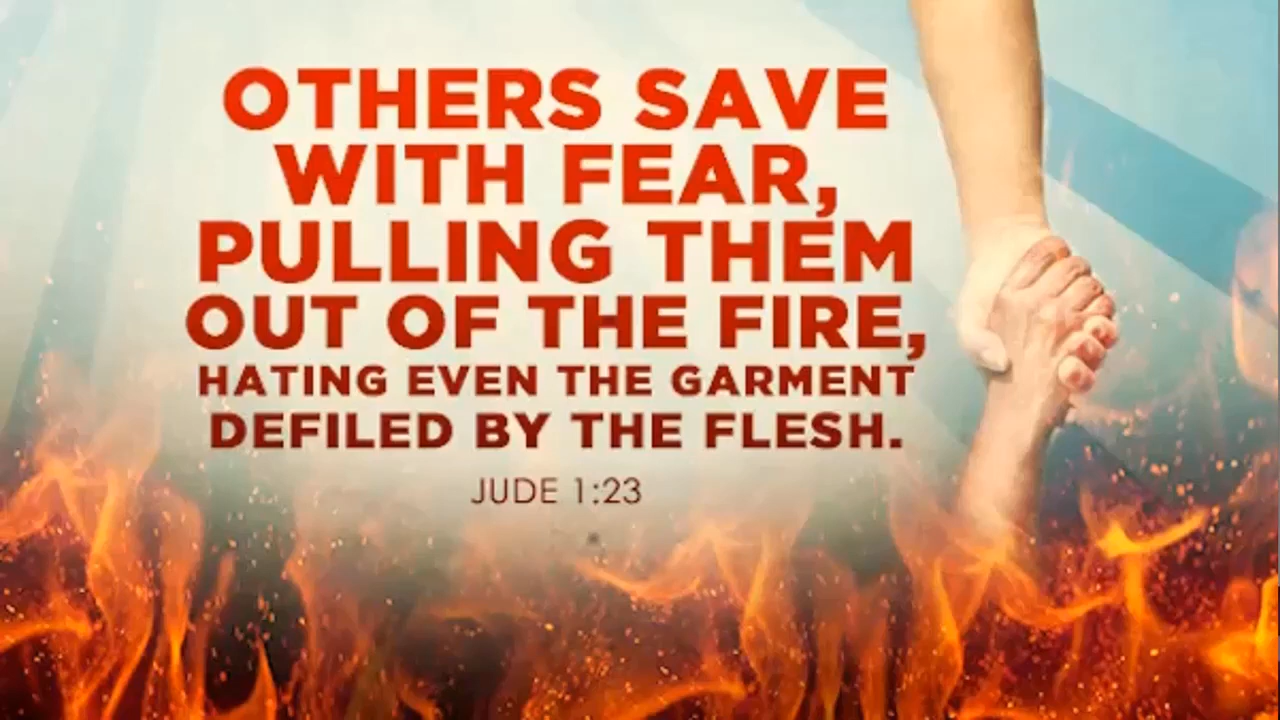 OTHERS SAVE
WITH FEAR,
PULLING THEM
OUT OF THE FIRE,
HATING EVEN THE GARMENT
DEFILED BY THE FLESH.
JUDE 1:23